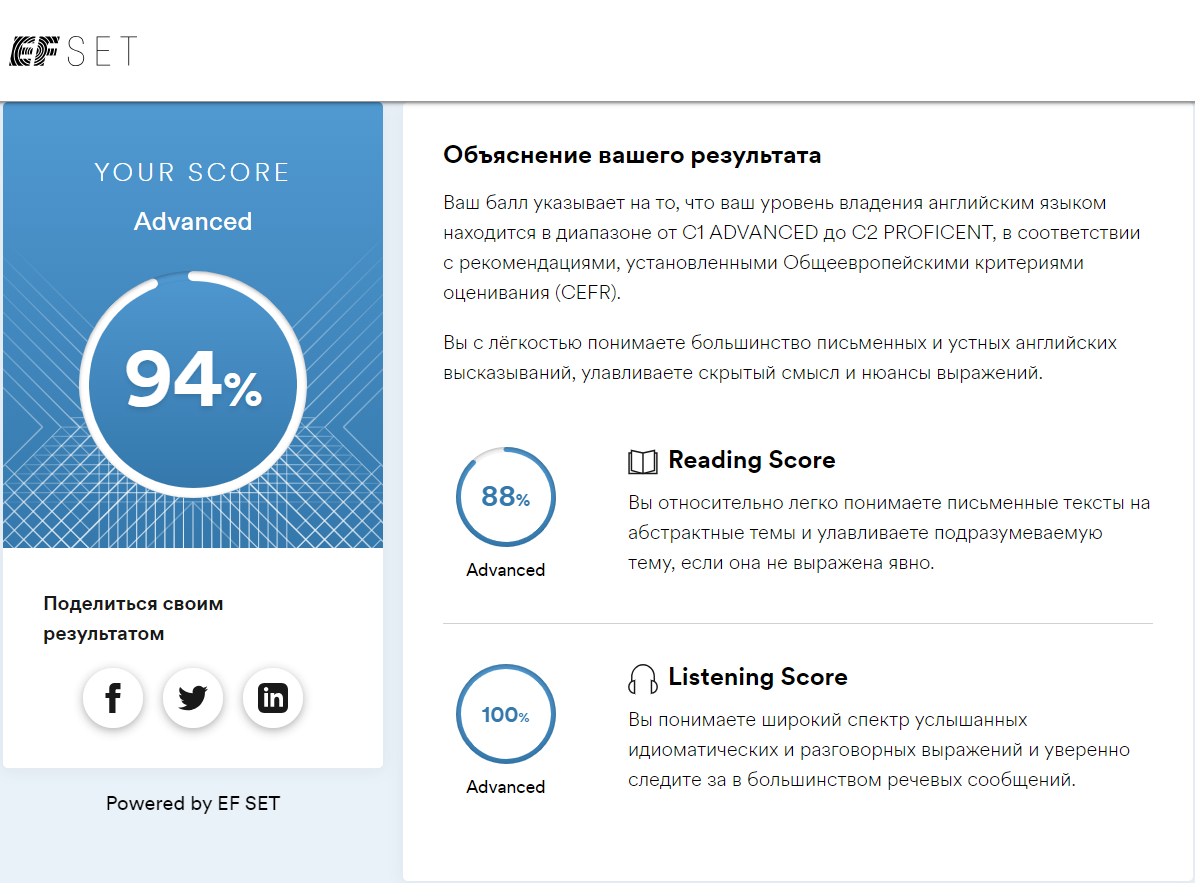 EF SET
YOUR SCORE
Advanced
94%
Поделиться своим
результатом
Powered by EF SET
Объяснение вашего результата
Ваш балл указывает на то, что ваш уровень владения английским языком
находится в диапазоне от C1 ADVANCED до C2 PROFICENT, в соответствии
с рекомендациями, установленными Общеевропейскими критериями
оценивания (CEFR).
Вы с лёгкостью понимаете большинство письменных и устных английских
высказываний, улавливаете скрытый смысл и нюансы выражений.
88%
Advanced
Reading Score
Вы относительно легко понимаете письменные тексты на
абстрактные темы и улавливаете подразумеваемую
тему, если она не выражена явно.
100%
Advanced
Listening Score
Вы понимаете широкий спектр услышанных
идиоматических и разговорных выражений и уверенно
следите за в большинством речевых сообщений.